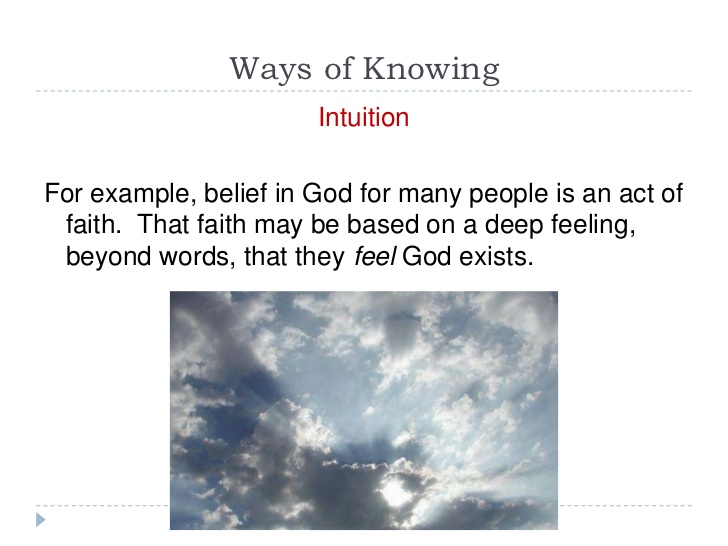 Ways of Knowing
Intuition
For example, belief in God for many people is an act of
faith.  That faith may be based on a deep feeling,
beyond words, that they feel God exists.